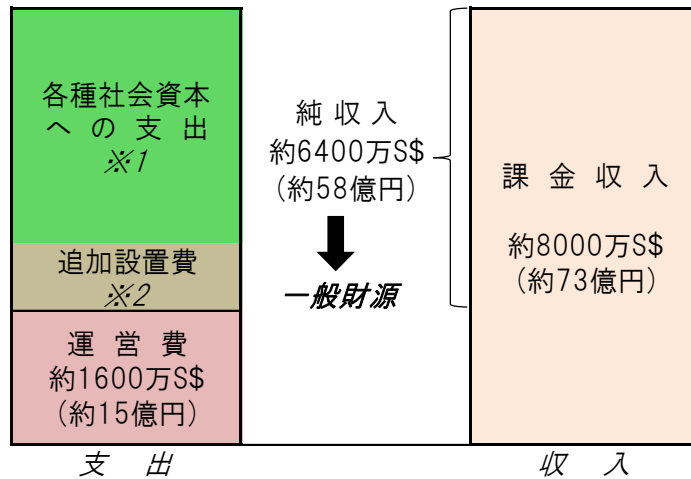 各種社会資本
への支出
※1
追加設置費
※2
運営費
約1600万S$
(約15億円)
支出
純収入
約6400万S$
(約58億円)
一般財源
課金収入
約8000万S$
(約73億円)
収入